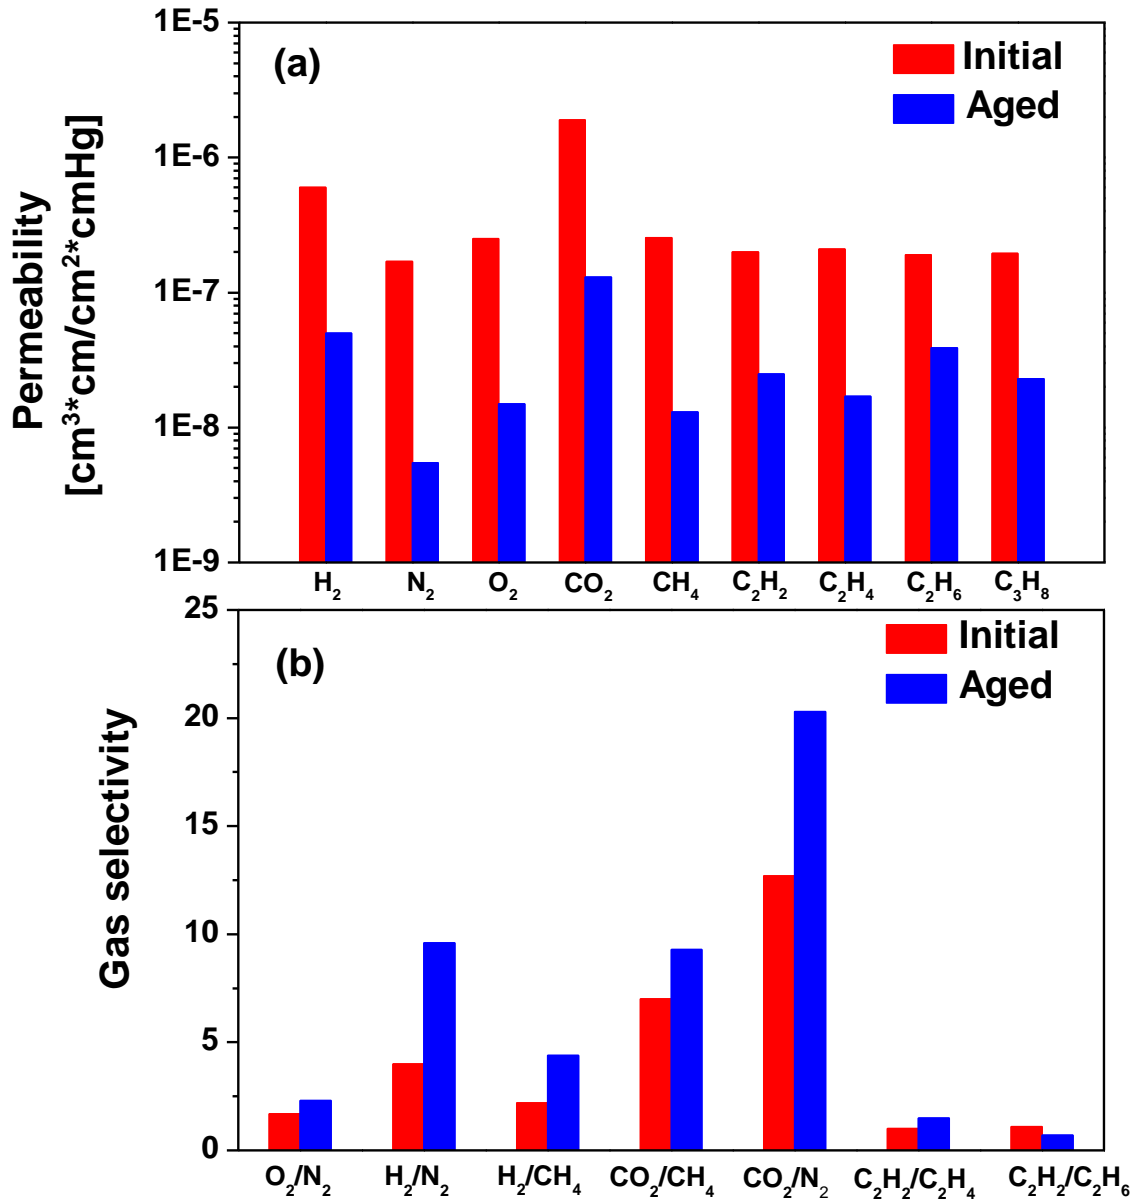 (a)
Initial
Aged
1E-5
1E-6
1E-7
1E-8
1E-9
Permeability
[cm³*cm/cm²*cmHg]
H₂ N₂ O₂ CO₂ CH₄ C₂H₂ C₂H₄ C₂H₆ C₃H₈
(b)
Initial
Aged
25
20
15
10
5
0
Gas selectivity
O₂/N₂ H₂/N₂ H₂/CH₄ CO₂/CH₄ CO₂/N₂ C₂H₂/C₂H₄ C₂H₂/C₂H₆